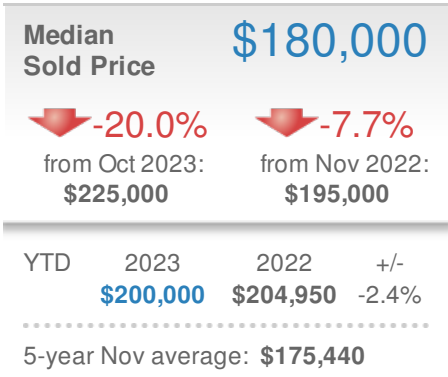 Median
Sold Price
$180,000
-20.0%
from Oct 2023:
$225,000
-7.7%
from Nov 2022:
$195,000
YTD 2023 2022 +/-
$200,000 $204,950 -2.4%
5-year Nov average: $175,440